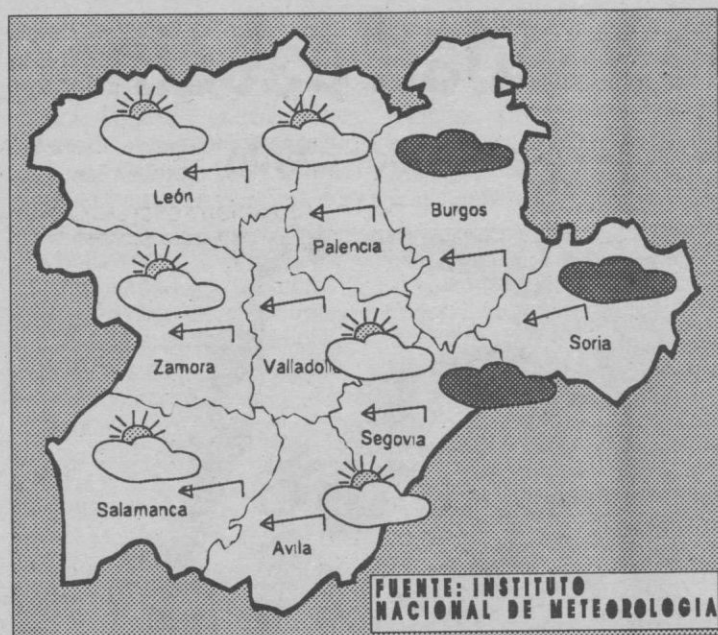 León
Burgos
Palencia
Soria
Zamora
Valladolid
Segovia
Salamanca
Avila
FUENTE: INSTITUTO
NACIONAL DE METEOROLOGIA